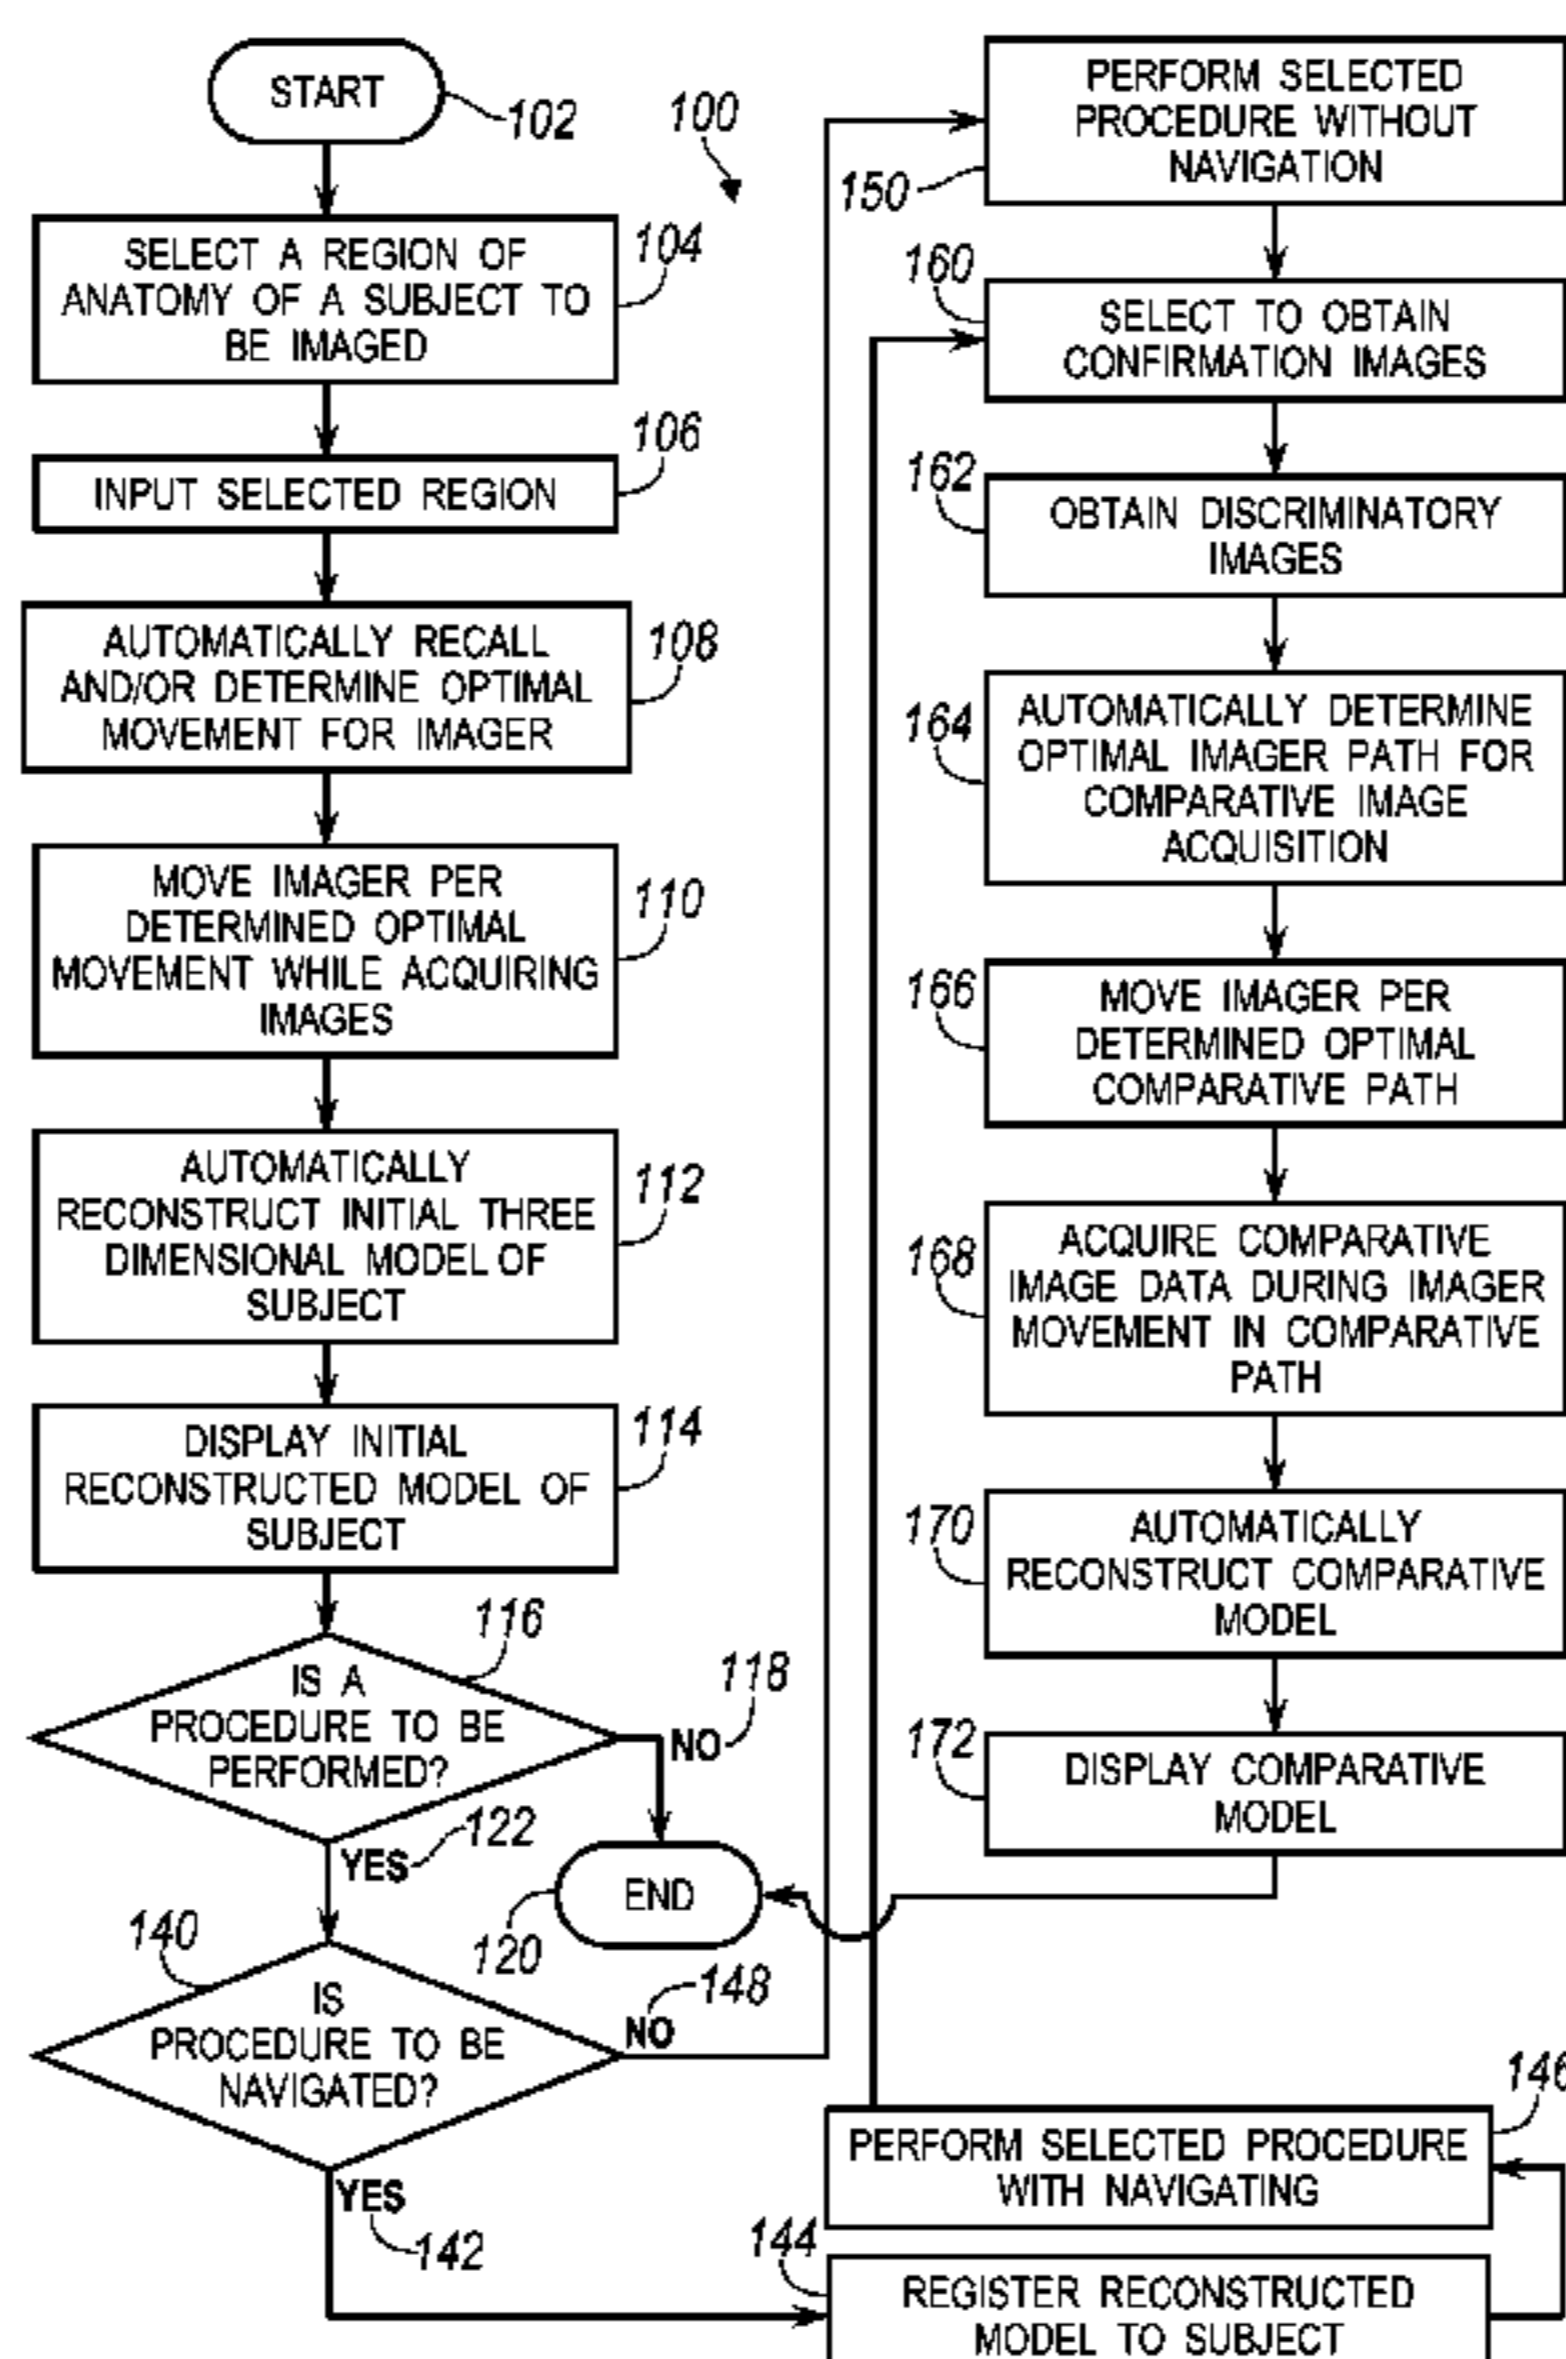 START
102
100
SELECT A REGION OF
ANATOMY OF A SUBJECT TO
BE IMAGED
104
INPUT SELECTED REGION
106
AUTOMATICALLY RECALL
AND/OR DETERMINE OPTIMAL
MOVEMENT FOR IMAGER
108
MOVE IMAGER PER
DETERMINED OPTIMAL
MOVEMENT WHILE ACQUIRING
IMAGES
110
AUTOMATICALLY
RECONSTRUCT INITIAL THREE
DIMENSIONAL MODEL OF
SUBJECT
112
DISPLAY INITIAL
RECONSTRUCTED MODEL OF
SUBJECT
114
IS A
PROCEDURE TO BE
PERFORMED?
116
NO
118
YES
122
END
120
IS
PROCEDURE TO BE
NAVIGATED?
140
NO
148
YES
142
REGISTER RECONSTRUCTED
MODEL TO SUBJECT
144
PERFORM SELECTED PROCEDURE
WITH NAVIGATING
146
PERFORM SELECTED
PROCEDURE WITHOUT
NAVIGATION
150
SELECT TO OBTAIN
CONFIRMATION IMAGES
160
OBTAIN DISCRIMINATORY
IMAGES
162
AUTOMATICALLY DETERMINE
OPTIMAL IMAGER PATH FOR
COMPARATIVE IMAGE
ACQUISITION
164
MOVE IMAGER PER
DETERMINED OPTIMAL
COMPARATIVE PATH
166
ACQUIRE COMPARATIVE
IMAGE DATA DURING IMAGER
MOVEMENT IN COMPARATIVE
PATH
168
AUTOMATICALLY
RECONSTRUCT COMPARATIVE
MODEL
170
DISPLAY COMPARATIVE
MODEL
172